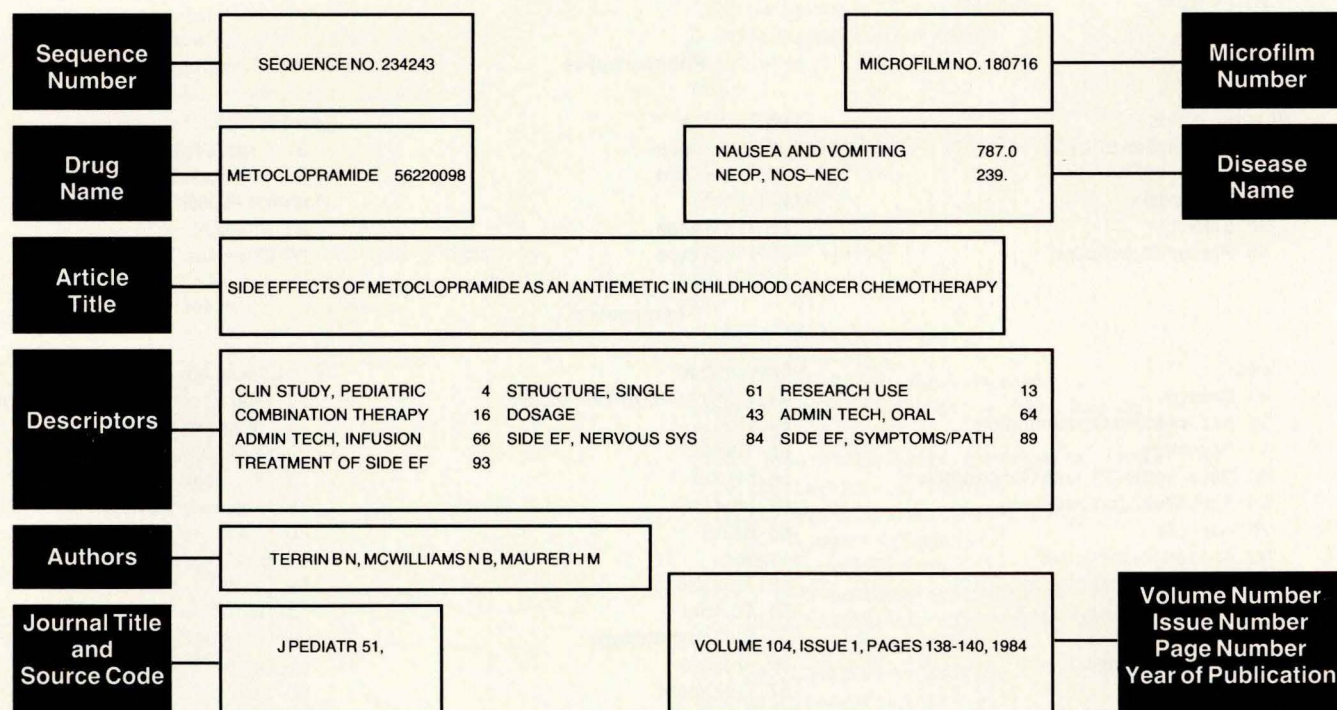 Sequence
Number
SEQUENCE NO. 234243
MICROFILM NO. 180716
Microfilm
Number
Drug
Name
METOCLOPRAMIDE 56220098
NAUSEA AND VOMITING 787.0
NEOP, NOS–NEC 239.
Disease
Name
Article
Title
SIDE EFFECTS OF METOCLOPRAMIDE AS AN ANTIEMETIC IN CHILDHOOD CANCER CHEMOTHERAPY
Descriptors
CLIN STUDY, PEDIATRIC 4 STRUCTURE, SINGLE 61 RESEARCH USE 13
COMBINATION THERAPY 16 DOSAGE 43 ADMIN TECH, ORAL 64
ADMIN TECH, INFUSION 66 SIDE EF, NERVOUS SYS 84 SIDE EF, SYMPTOMS/PATH 89
TREATMENT OF SIDE EF 93
Authors
TERRIN B N, MCWILLIAMS N B, MAURER H M
Journal Title
and
Source Code
J PEDIATR 51,
VOLUME 104, ISSUE 1, PAGES 138-140, 1984
Volume Number
Issue Number
Page Number
Year of Publication